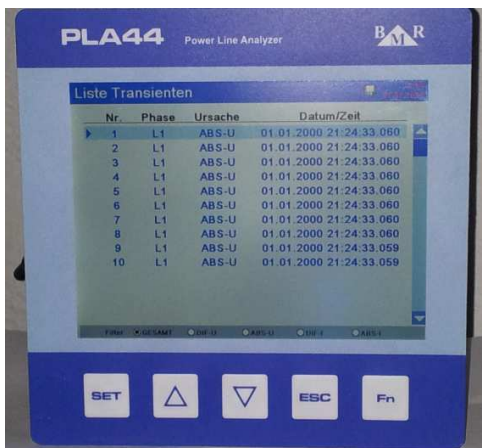 PLA44 Power Line Analyzer BMR
Liste Transienten
Nr. Phase Ursache Datum/Zeit
1 L1 ABS-U 01.01.2000 21:24:33.060
2 L1 ABS-U 01.01.2000 21:24:33.060
3 L1 ABS-U 01.01.2000 21:24:33.060
4 L1 ABS-U 01.01.2000 21:24:33.060
5 L1 ABS-U 01.01.2000 21:24:33.060
6 L1 ABS-U 01.01.2000 21:24:33.060
7 L1 ABS-U 01.01.2000 21:24:33.060
8 L1 ABS-U 01.01.2000 21:24:33.060
9 L1 ABS-U 01.01.2000 21:24:33.059
10 L1 ABS-U 01.01.2000 21:24:33.059
Filter GESAMT DIF-U ABS-U DIF-I ABS-I
SET ESC Fn